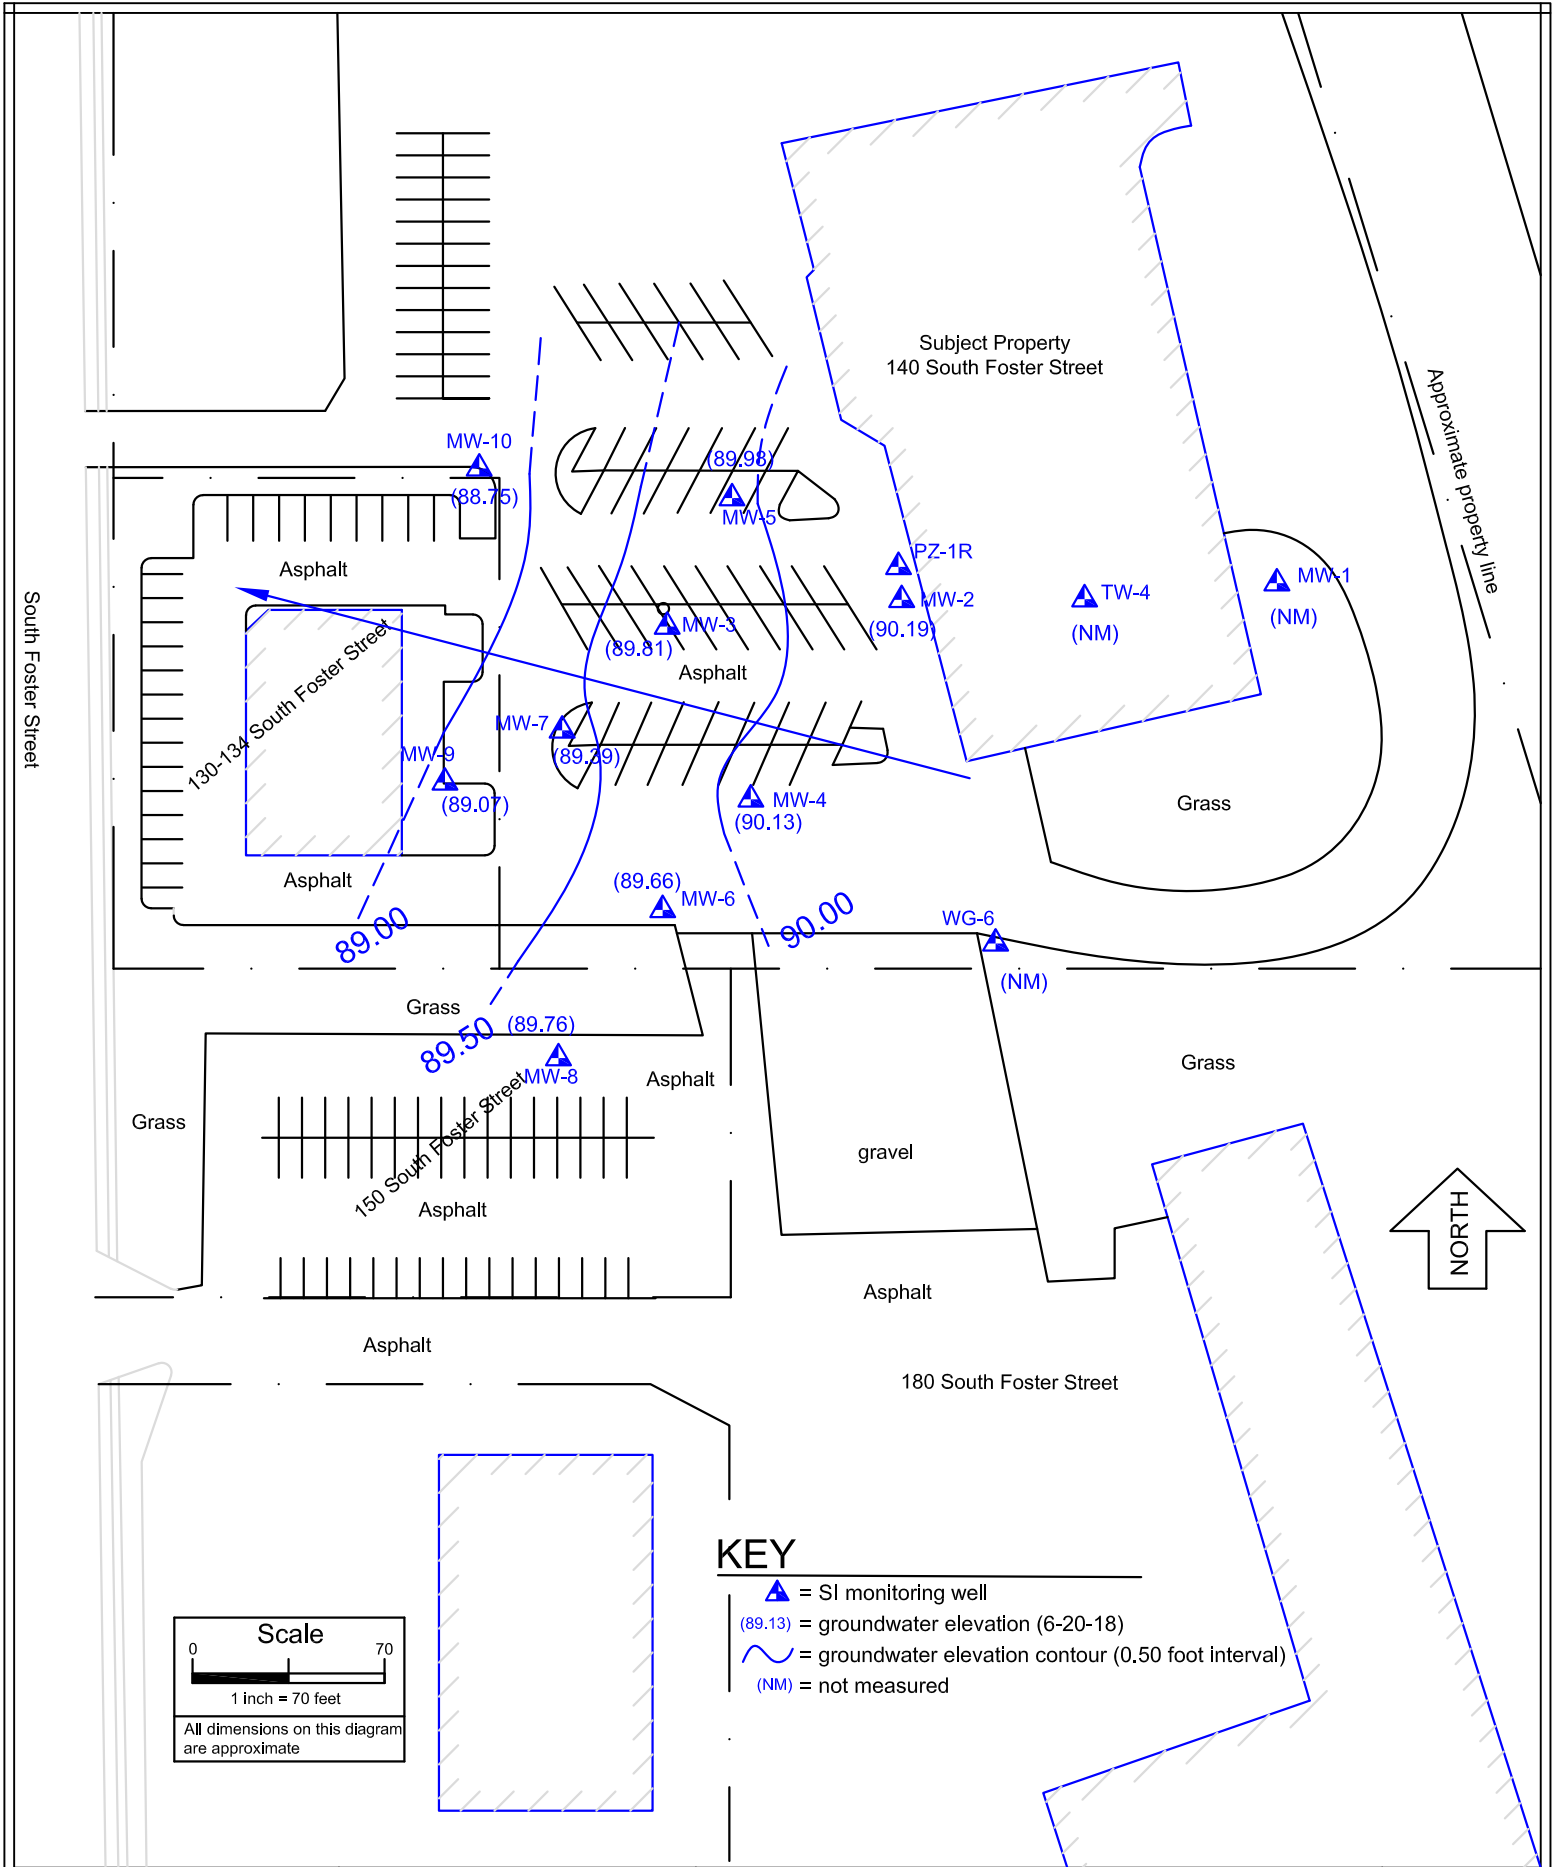 Subject Property
140 South Foster Street
Approximate property line
MW-10
(88.75)
(89.98)
MW-5
PZ-1R
MW-2
(90.19)
TW-4
(NM)
MW-1
(NM)
Asphalt
MW-3
(89.81)
Asphalt
South Foster Street
130-134 South Foster Street
MW-7
(89.39)
MW-9
(89.07)
MW-4
(90.13)
Grass
Asphalt
(89.66)
MW-6
89.00
90.00
WG-6
(NM)
Grass
89.50
(89.76)
MW-8
Asphalt
Grass
Grass
150 South Foster Street
gravel
Asphalt
NORTH
Asphalt
Asphalt
180 South Foster Street
KEY
= SI monitoring well
(89.13) = groundwater elevation (6-20-18)
= groundwater elevation contour (0.50 foot interval)
(NM) = not measured
Scale
0 70
1 inch = 70 feet
All dimensions on this diagram
are approximate